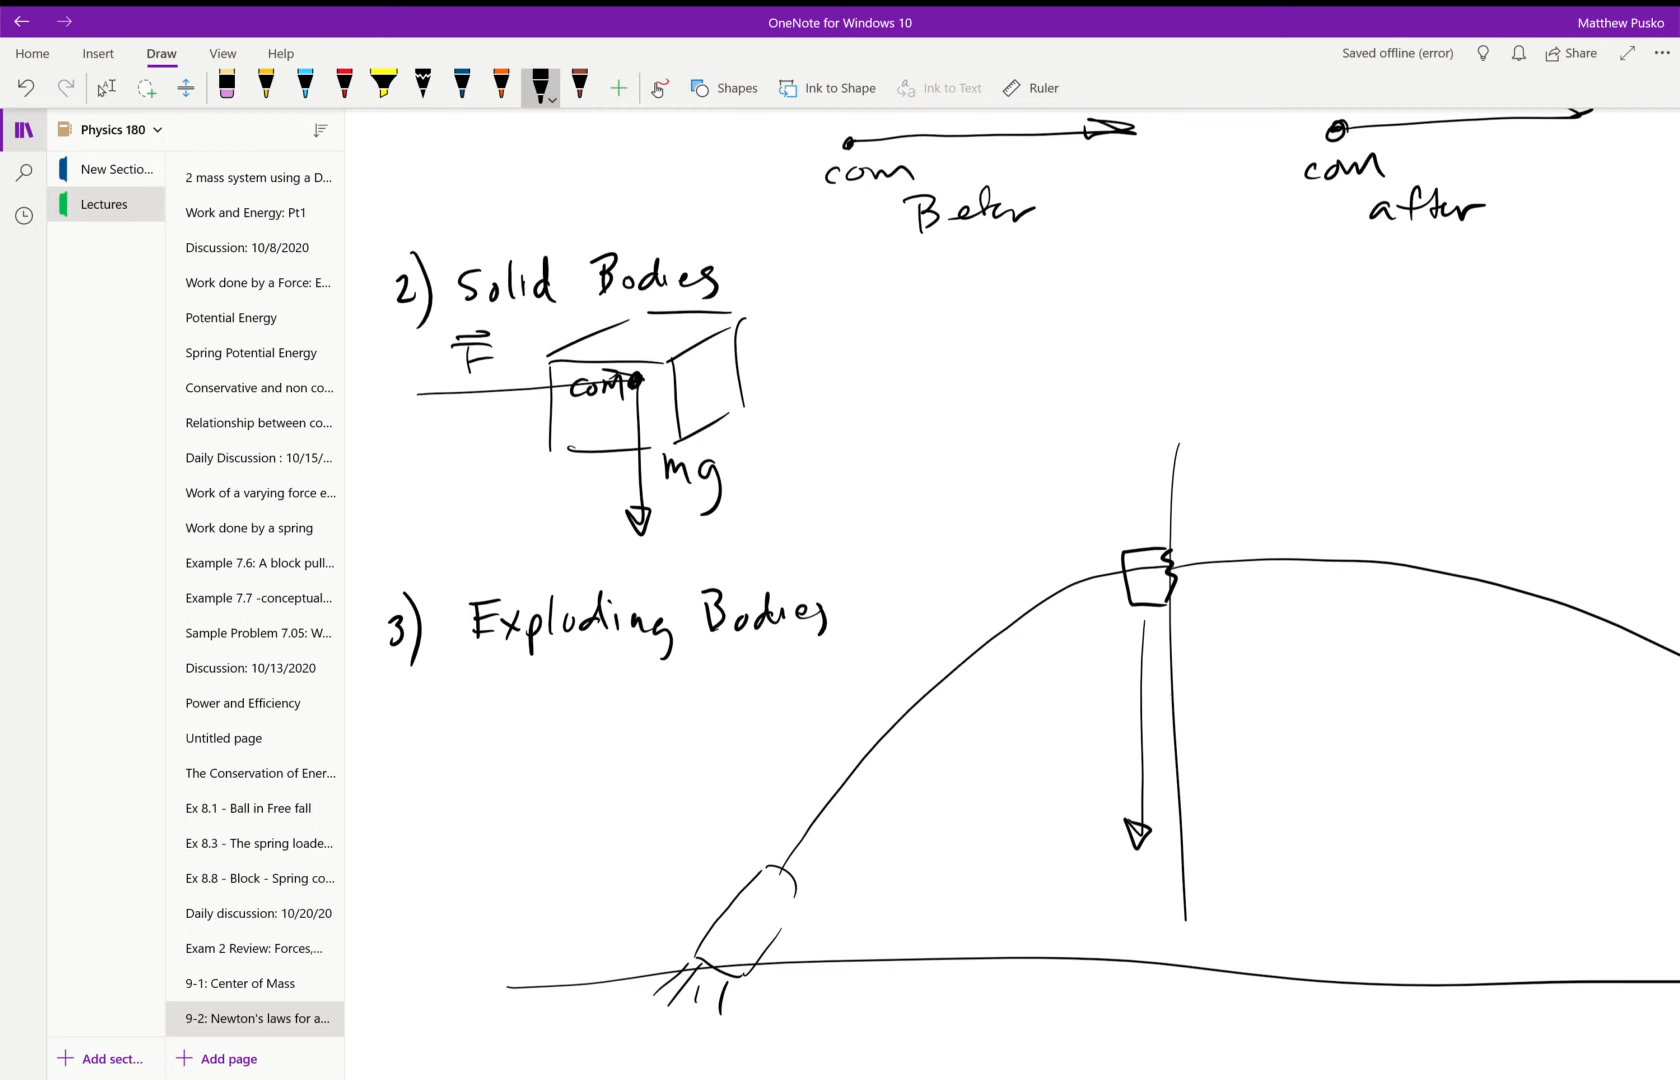 OneNote for Windows 10
Matthew Pusko
Home Insert Draw View Help
Saved offline (error) Share
Shapes Ink to Shape Ink to Text Ruler
Physics 180
New Sectio...
Lectures
2 mass system using a D...
Work and Energy: Pt1
Discussion: 10/8/2020
Work done by a Force: E...
Potential Energy
Spring Potential Energy
Conservative and non co...
Relationship between co...
Daily Discussion : 10/15/...
Work of a varying force e...
Work done by a spring
Example 7.6: A block pull...
Example 7.7 -conceptual...
Sample Problem 7.05: W...
Discussion: 10/13/2020
Power and Efficiency
Untitled page
The Conservation of Ener...
Ex 8.1 - Ball in Free fall
Ex 8.3 - The spring loade...
Ex 8.8 - Block - Spring co...
Daily discussion: 10/20/20
Exam 2 Review: Forces,...
9-1: Center of Mass
9-2: Newton's laws for a...
Add sect...
Add page
com
com
after
2) Solid Bodies
F
com
mg
3) Exploding Bodies